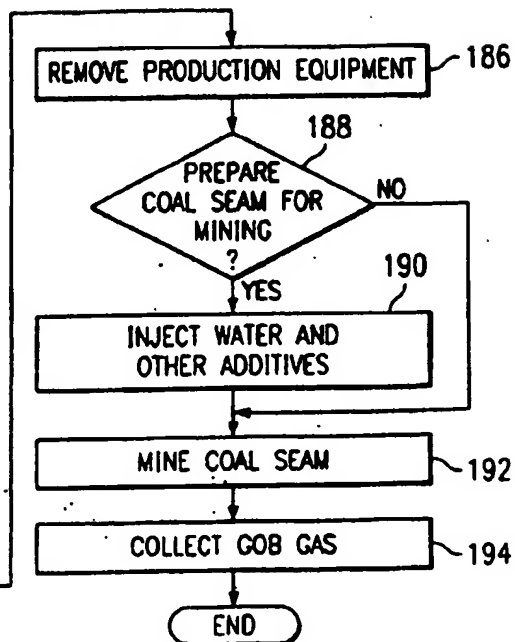 REMOVE PRODUCTION EQUIPMENT
186
188
PREPARE
COAL SEAM FOR
MINING
?
NO
YES
190
INJECT WATER AND
OTHER ADDITIVES
MINE COAL SEAM
192
COLLECT GOB GAS
194
END